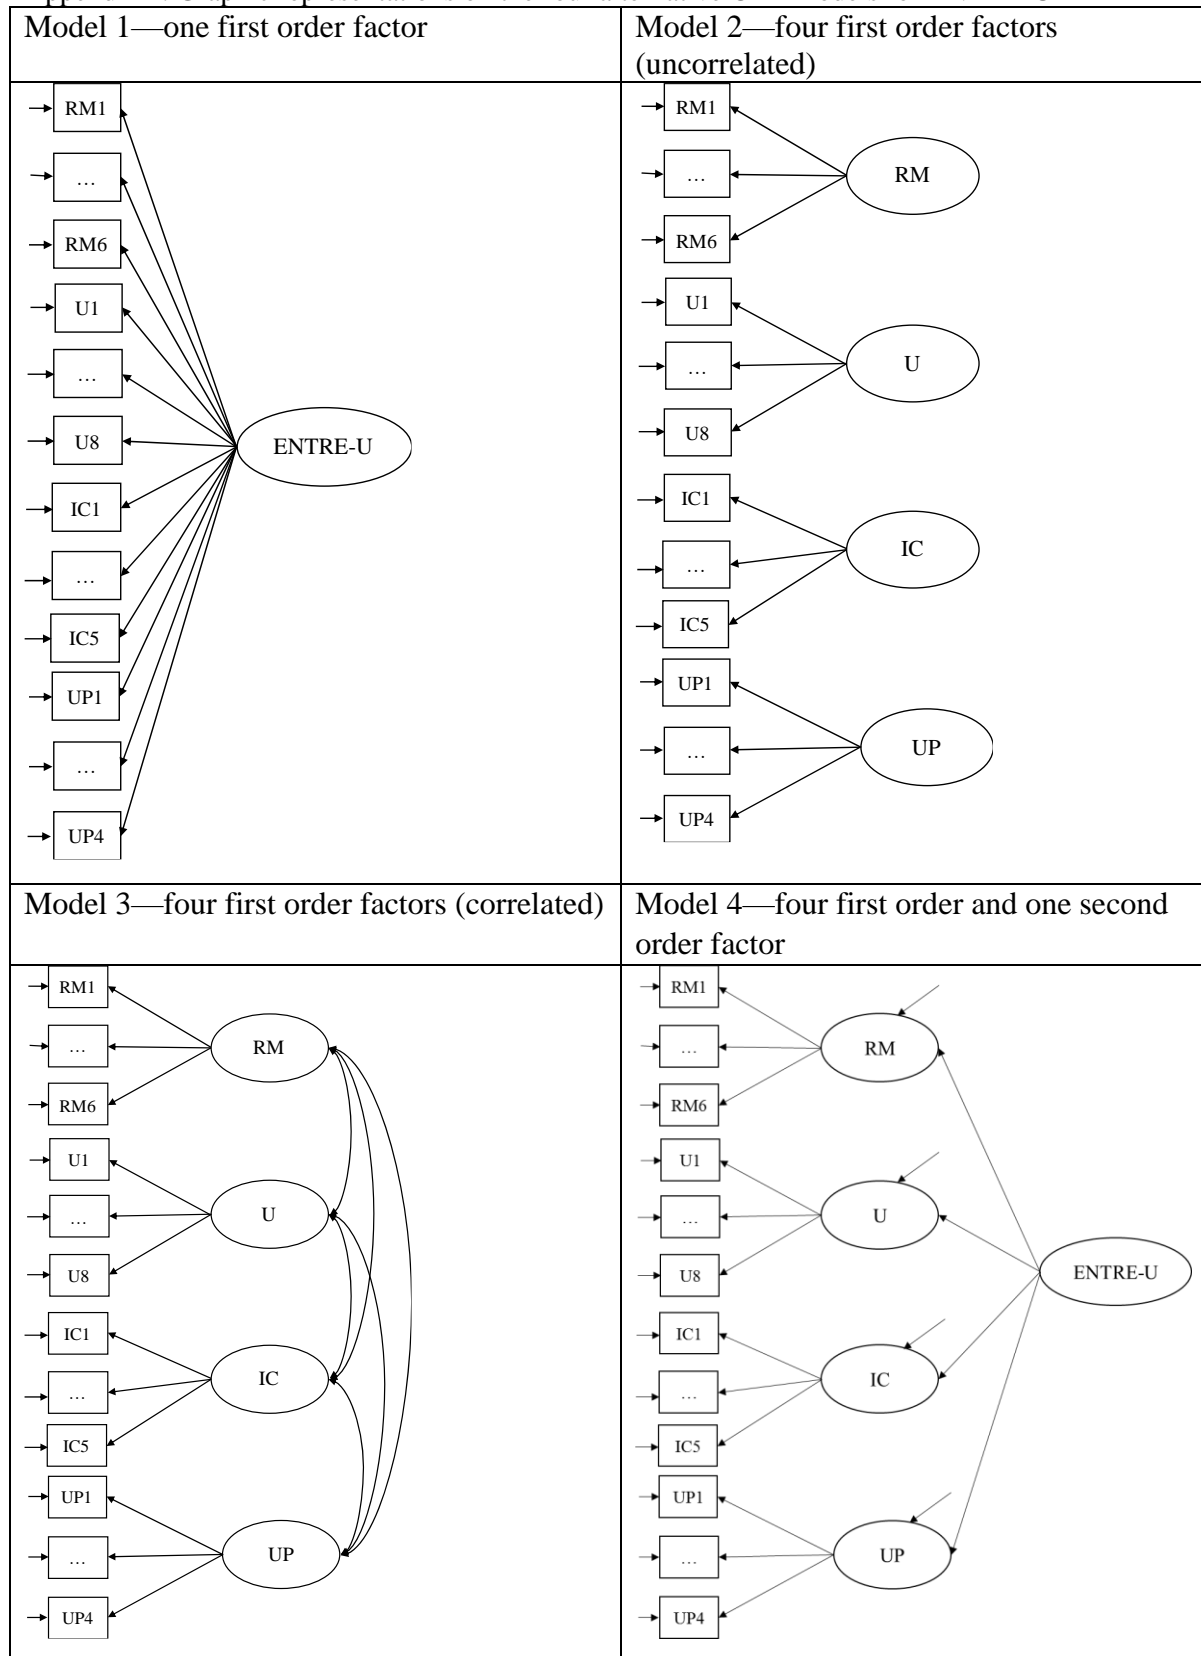 Model 1—one first order factor
Model 2—four first order factors
(uncorrelated)
RM1
…
RM6
U1
…
U8
IC1
…
IC5
UP1
…
UP4
ENTRE-U
RM1
…
RM6
U1
…
U8
IC1
…
IC5
UP1
…
UP4
RM
U
IC
UP
Model 3—four first order factors (correlated)
Model 4—four first order and one second
order factor
RM1
…
RM6
U1
…
U8
IC1
…
IC5
UP1
…
UP4
RM
U
IC
UP
RM1
…
RM6
U1
…
U8
IC1
…
IC5
UP1
…
UP4
RM
U
IC
UP
ENTRE-U